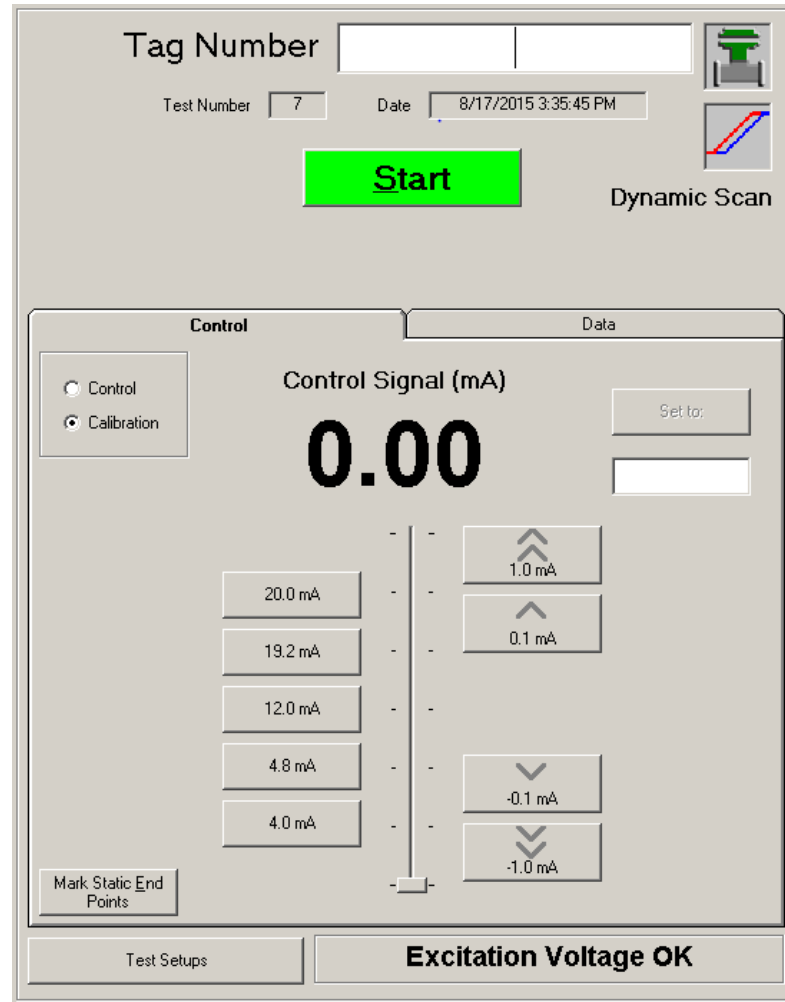 Tag Number
Test Number 7 Date 8/17/2015 3:35:45 PM
Start
Dynamic Scan
Control Data
Control
Calibration
Control Signal (mA)
0.00
Set to:
1.0 mA
20.0 mA
0.1 mA
19.2 mA
12.0 mA
4.8 mA
-0.1 mA
4.0 mA
-1.0 mA
Mark Static End
Points
Test Setups
Excitation Voltage OK